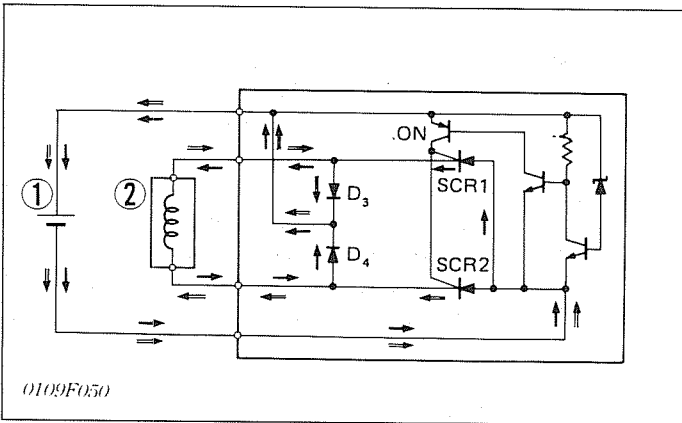 .ON
SCR1
①
②
D₃
D₄
SCR2
0109F050